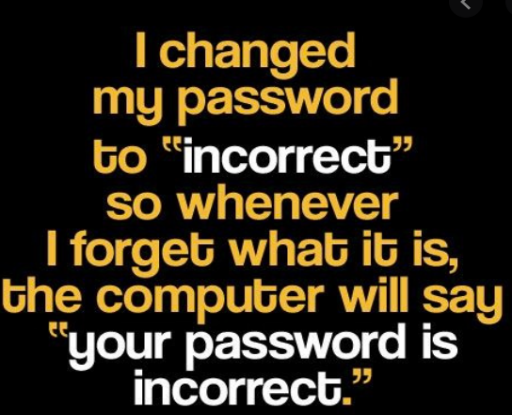 I changed
my password
to "incorrect"
so whenever
I forget what it is,
the computer will say
"your password is
incorrect."